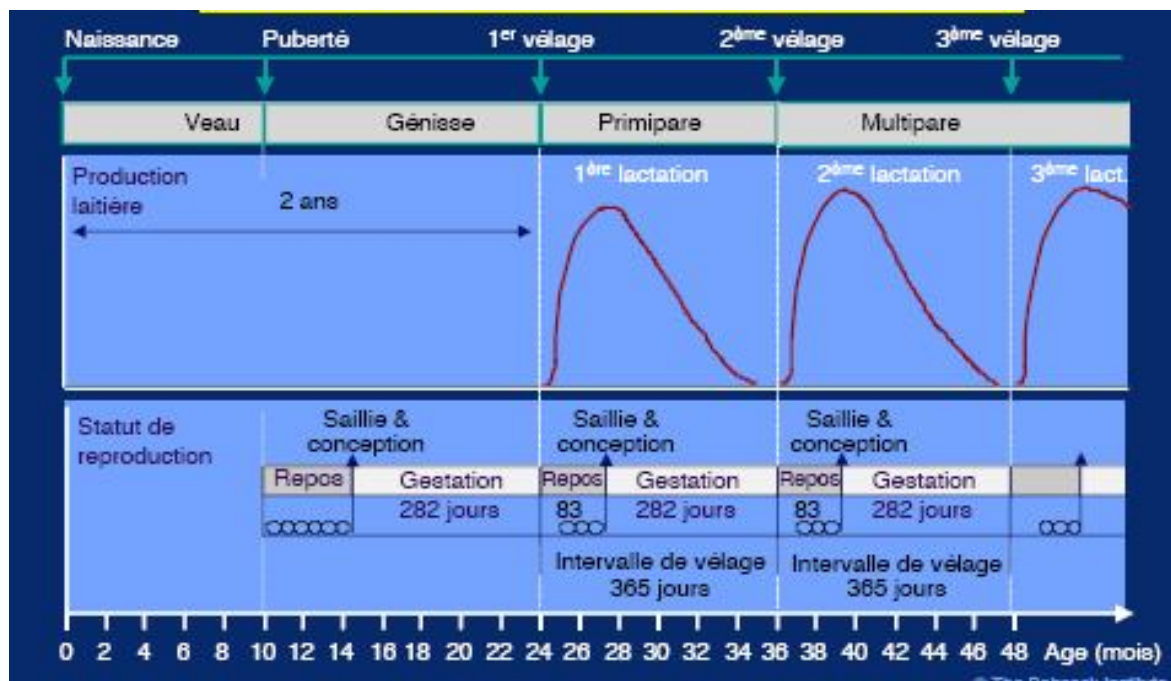 Naissance Puberté 1er vêlage 2ème vêlage 3ème vêlage
Veau Génisse Primipare Multipare
Production laitière
2 ans
1ère lactation 2ème lactation 3ème lact.
Statut de reproduction
Saillie & conception Saillie & conception Saillie & conception
Repos Gestation Repos Gestation Repos Gestation
282 jours 83 282 jours 83 282 jours
Intervalle de vêlage 365 jours Intervalle de vêlage 365 jours
0 2 4 6 8 10 12 14 16 18 20 22 24 26 28 30 32 34 36 38 40 42 44 46 48 Age (mois)